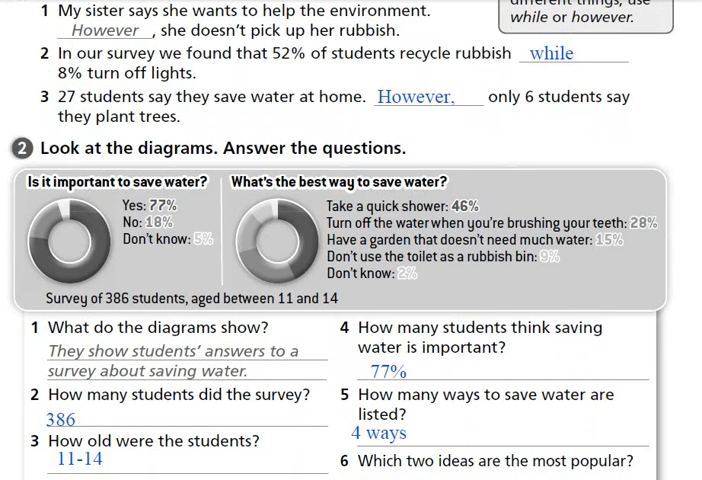 different things, use
1 My sister says she wants to help the environment.
while or however.
However , she doesn't pick up her rubbish.
2 In our survey we found that 52% of students recycle rubbish while
8% turn off lights.
3 27 students say they save water at home. However, only 6 students say
they plant trees.
2 Look at the diagrams. Answer the questions.
Is it important to save water?
Yes: 77%
No: 18%
Don't know: 5%
What's the best way to save water?
Take a quick shower: 46%
Turn off the water when you're brushing your teeth: 28%
Have a garden that doesn't need much water: 15%
Don't use the toilet as a rubbish bin: 9%
Don't know: 2%
Survey of 386 students, aged between 11 and 14
1 What do the diagrams show?
They show students' answers to a
survey about saving water.
2 How many students did the survey?
386
3 How old were the students?
11-14
4 How many students think saving
water is important?
77%
5 How many ways to save water are
listed?
4 ways
6 Which two ideas are the most popular?